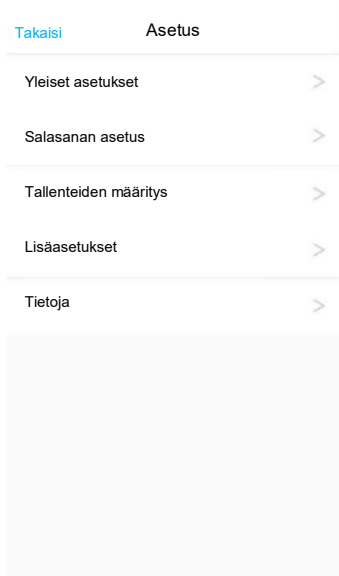 Takaisi
Asetus
Yleiset asetukset
Salasanan asetus
Tallenteiden määritys
Lisäasetukset
Tietoja